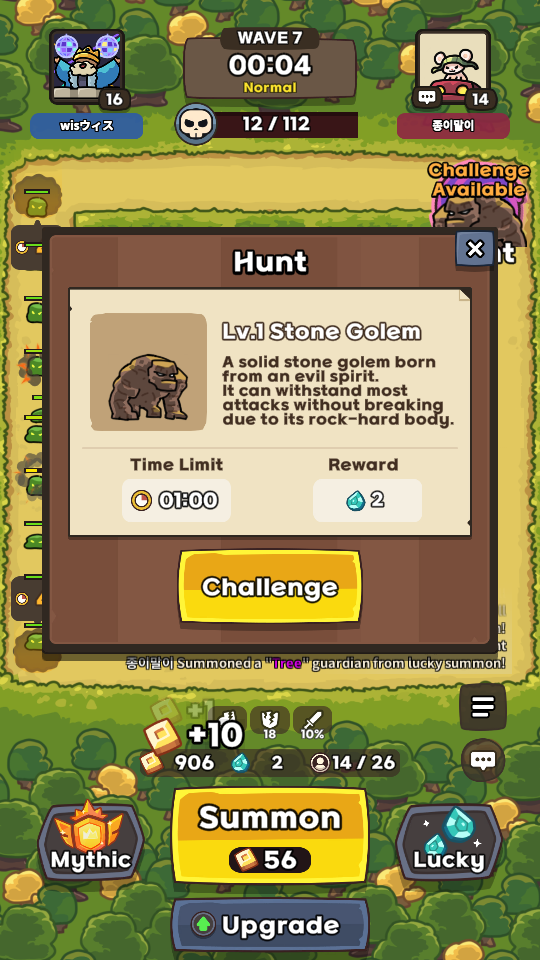 WAVE 7
00:04
Normal
16
14
wisウィス
12 / 112
종이말이
Challenge
Available
Hunt
Lv.1 Stone Golem
A solid stone golem born
from an evil spirit.
It can withstand most
attacks without breaking
due to its rock-hard body.
Time Limit
Reward
01:00
2
Challenge
종이말이 Summoned a "Tree" guardian from lucky summon!
+1
+10
18
10%
906
2
14 / 26
Summon
56
Mythic
Lucky
Upgrade